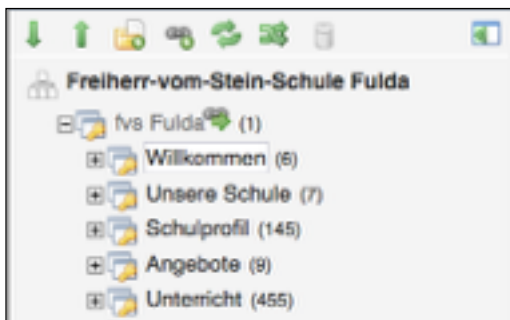 Freiherr-vom-Stein-Schule Fulda
fvs Fulda (1)
Willkommen (6)
Unsere Schule (7)
Schulprofil (145)
Angebote (9)
Unterricht (455)